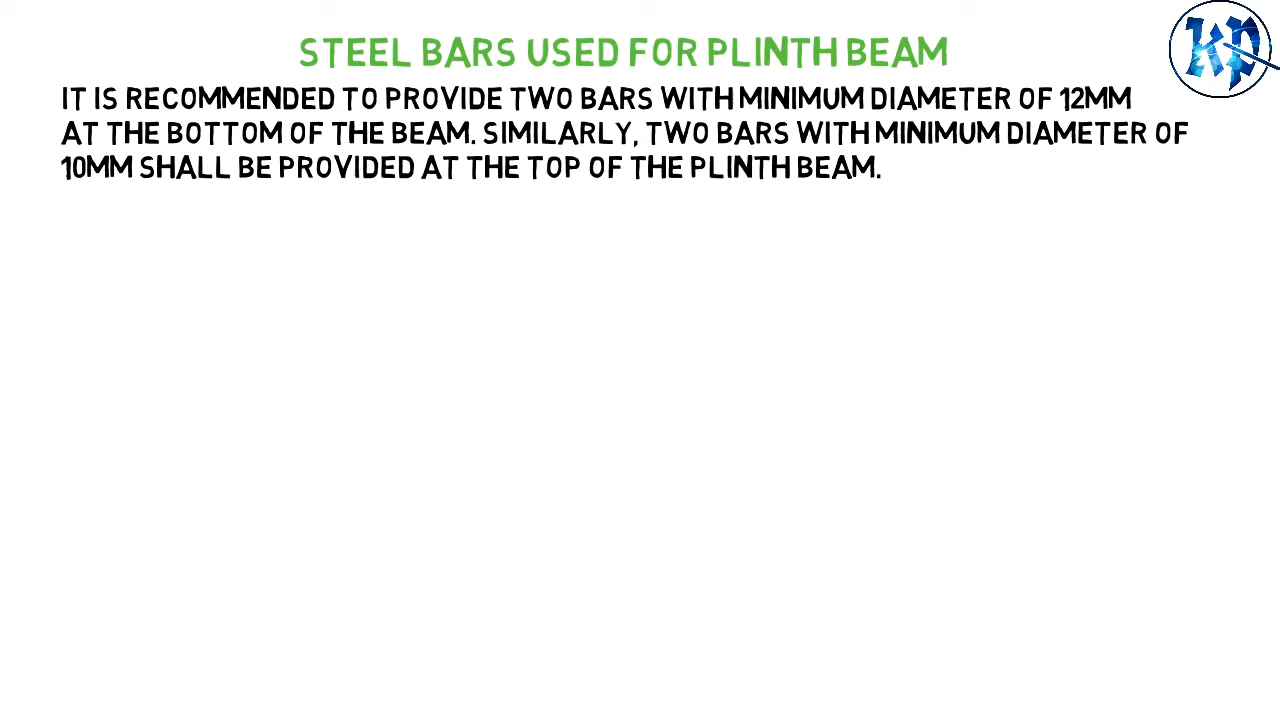 STEEL BARS USED FOR PLINTH BEAM
IT IS RECOMMENDED TO PROVIDE TWO BARS WITH MINIMUM DIAMETER OF 12MM
AT THE BOTTOM OF THE BEAM. SIMILARLY, TWO BARS WITH MINIMUM DIAMETER OF
10MM SHALL BE PROVIDED AT THE TOP OF THE PLINTH BEAM.
KP